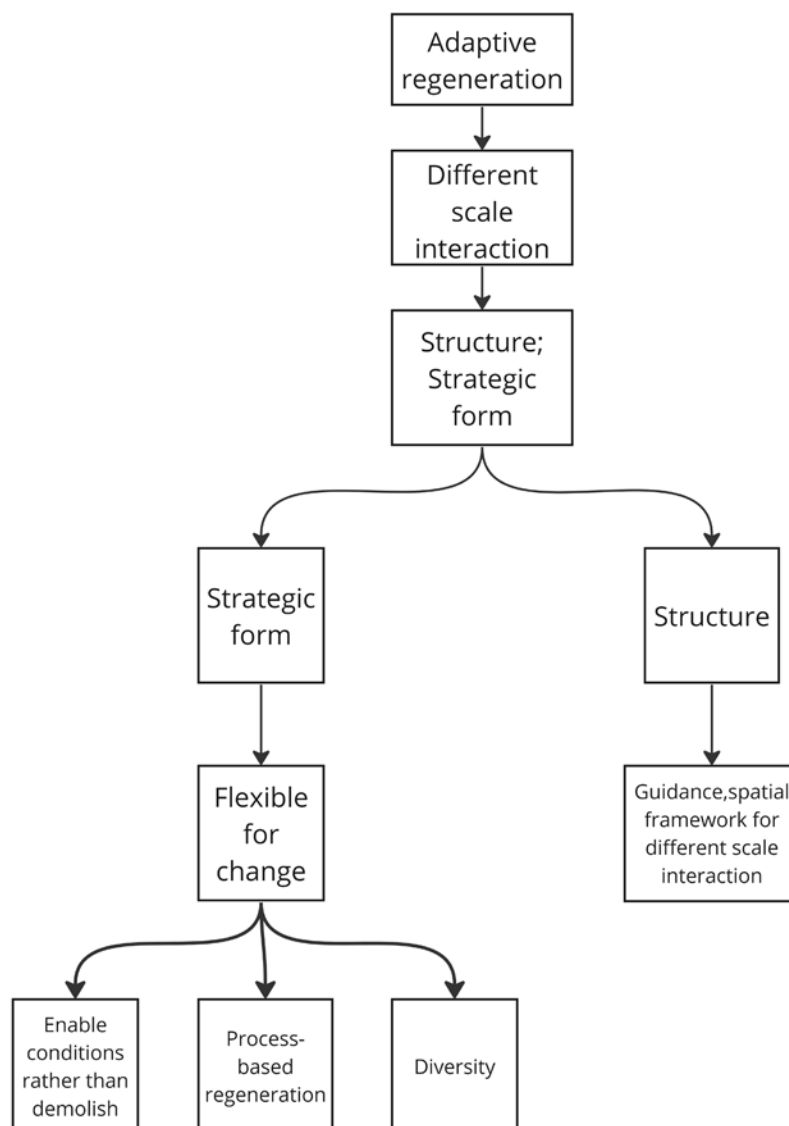 Adaptive
regeneration
Different
scale
interaction
Structure;
Strategic
form
Strategic
form
Structure
Flexible
for
change
Guidance,spatial
framework for
different scale
interaction
Enable
conditions
rather than
demolish
Process-
based
regeneration
Diversity